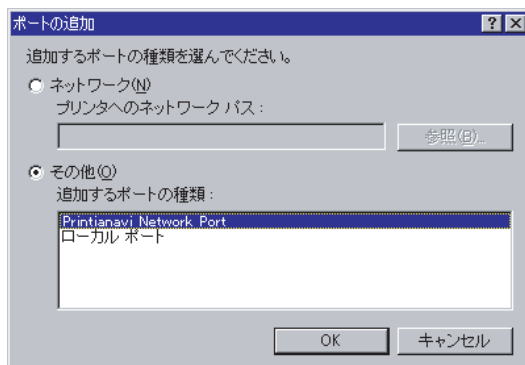 ポートの追加
追加するポートの種類を選んでください。
ネットワーク(N)
プリンタへのネットワーク パス :
参照(B)...
その他(O)
追加するポートの種類 :
Printianavi Network Port
ローカル ポート
OK
キャンセル